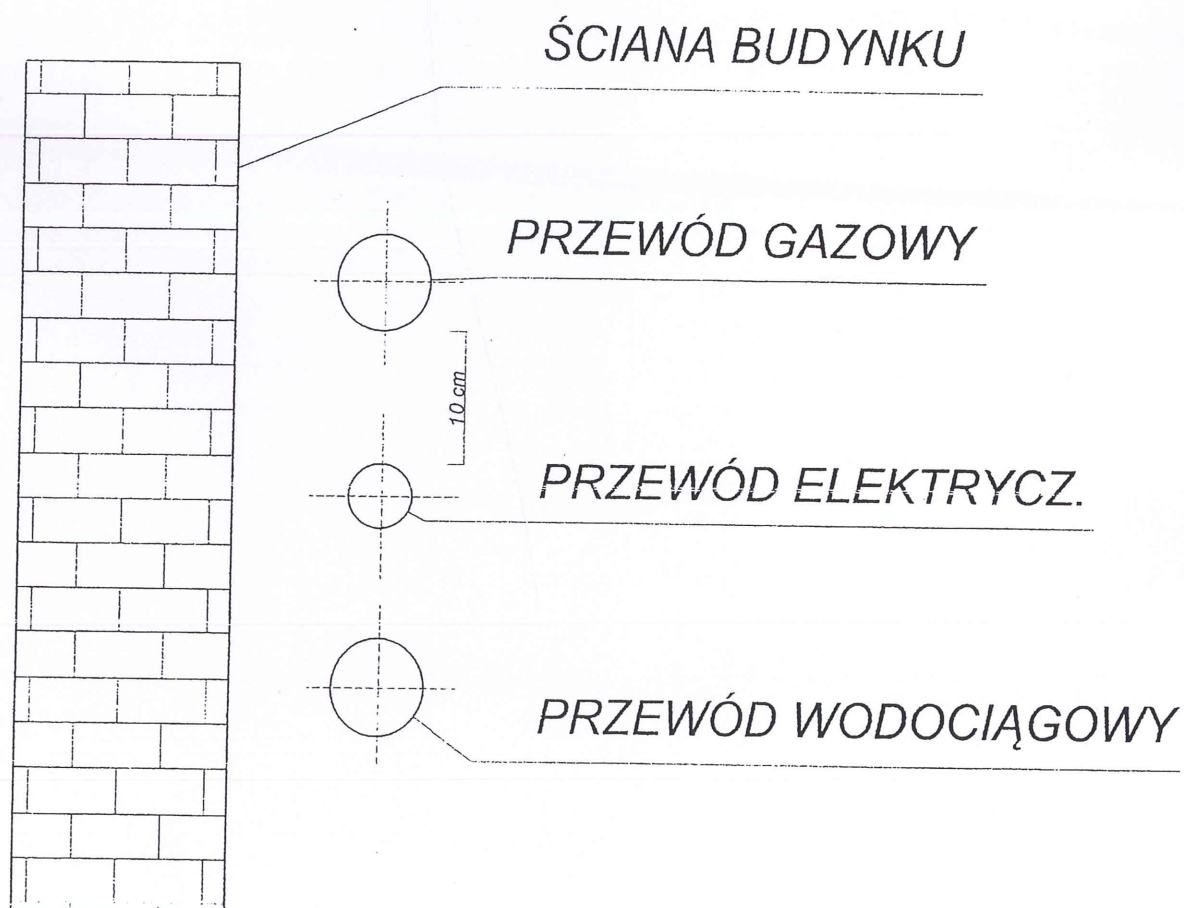 ŚCIANA BUDYNKU
PRZEWÓD GAZOWY
10 cm
PRZEWÓD ELEKTRYCZ.
PRZEWÓD WODOCIĄGOWY